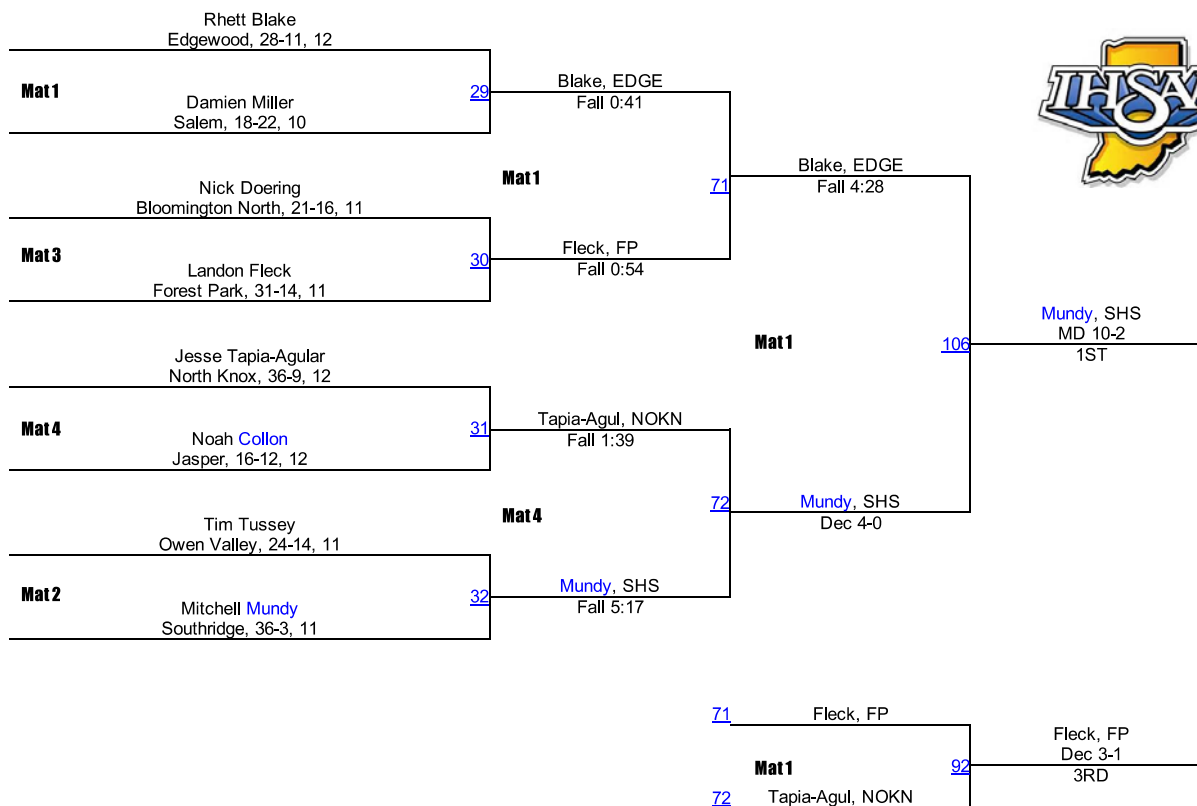 Rhett Blake
Edgewood, 28-11, 12
Mat 1
29
Damien Miller
Salem, 18-22, 10
Blake, EDGE
Fall 0:41
Mat 1
71
Nick Doering
Bloomington North, 21-16, 11
Mat 3
30
Landon Fleck
Forest Park, 31-14, 11
Fleck, FP
Fall 0:54
Blake, EDGE
Fall 4:28
IHSAA
Mat 1
106
Mundy, SHS
MD 10-2
1ST
Jesse Tapia-Agular
North Knox, 36-9, 12
Mat 4
31
Noah Collon
Jasper, 16-12, 12
Tapia-Agul, NOKN
Fall 1:39
Mat 4
72
Mundy, SHS
Dec 4-0
Tim Tussey
Owen Valley, 24-14, 11
Mat 2
32
Mitchell Mundy
Southridge, 36-3, 11
Mundy, SHS
Fall 5:17
71
Fleck, FP
Mat 1
92
72
Tapia-Agul, NOKN
Fleck, FP
Dec 3-1
3RD